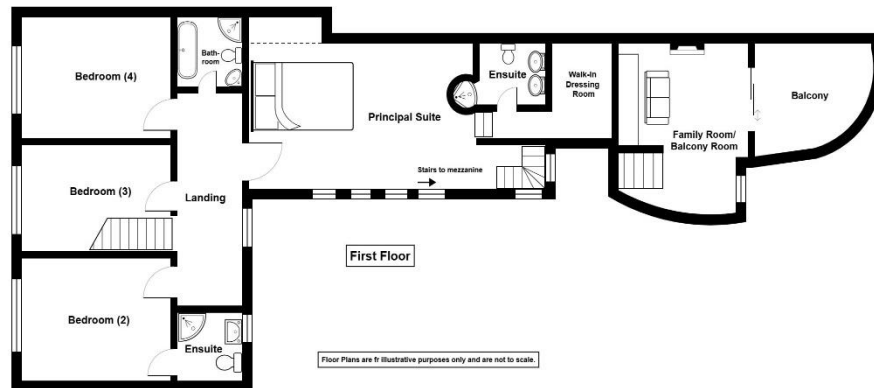 Bedroom (4)
Bath-
room
Principal Suite
Ensuite
Walk-In
Dressing
Room
Family Room/
Balcony Room
Balcony
Bedroom (3)
Landing
Stairs to mezzanine
First Floor
Bedroom (2)
Ensuite
Floor Plans are fr illustrative purposes only and are not to scale.